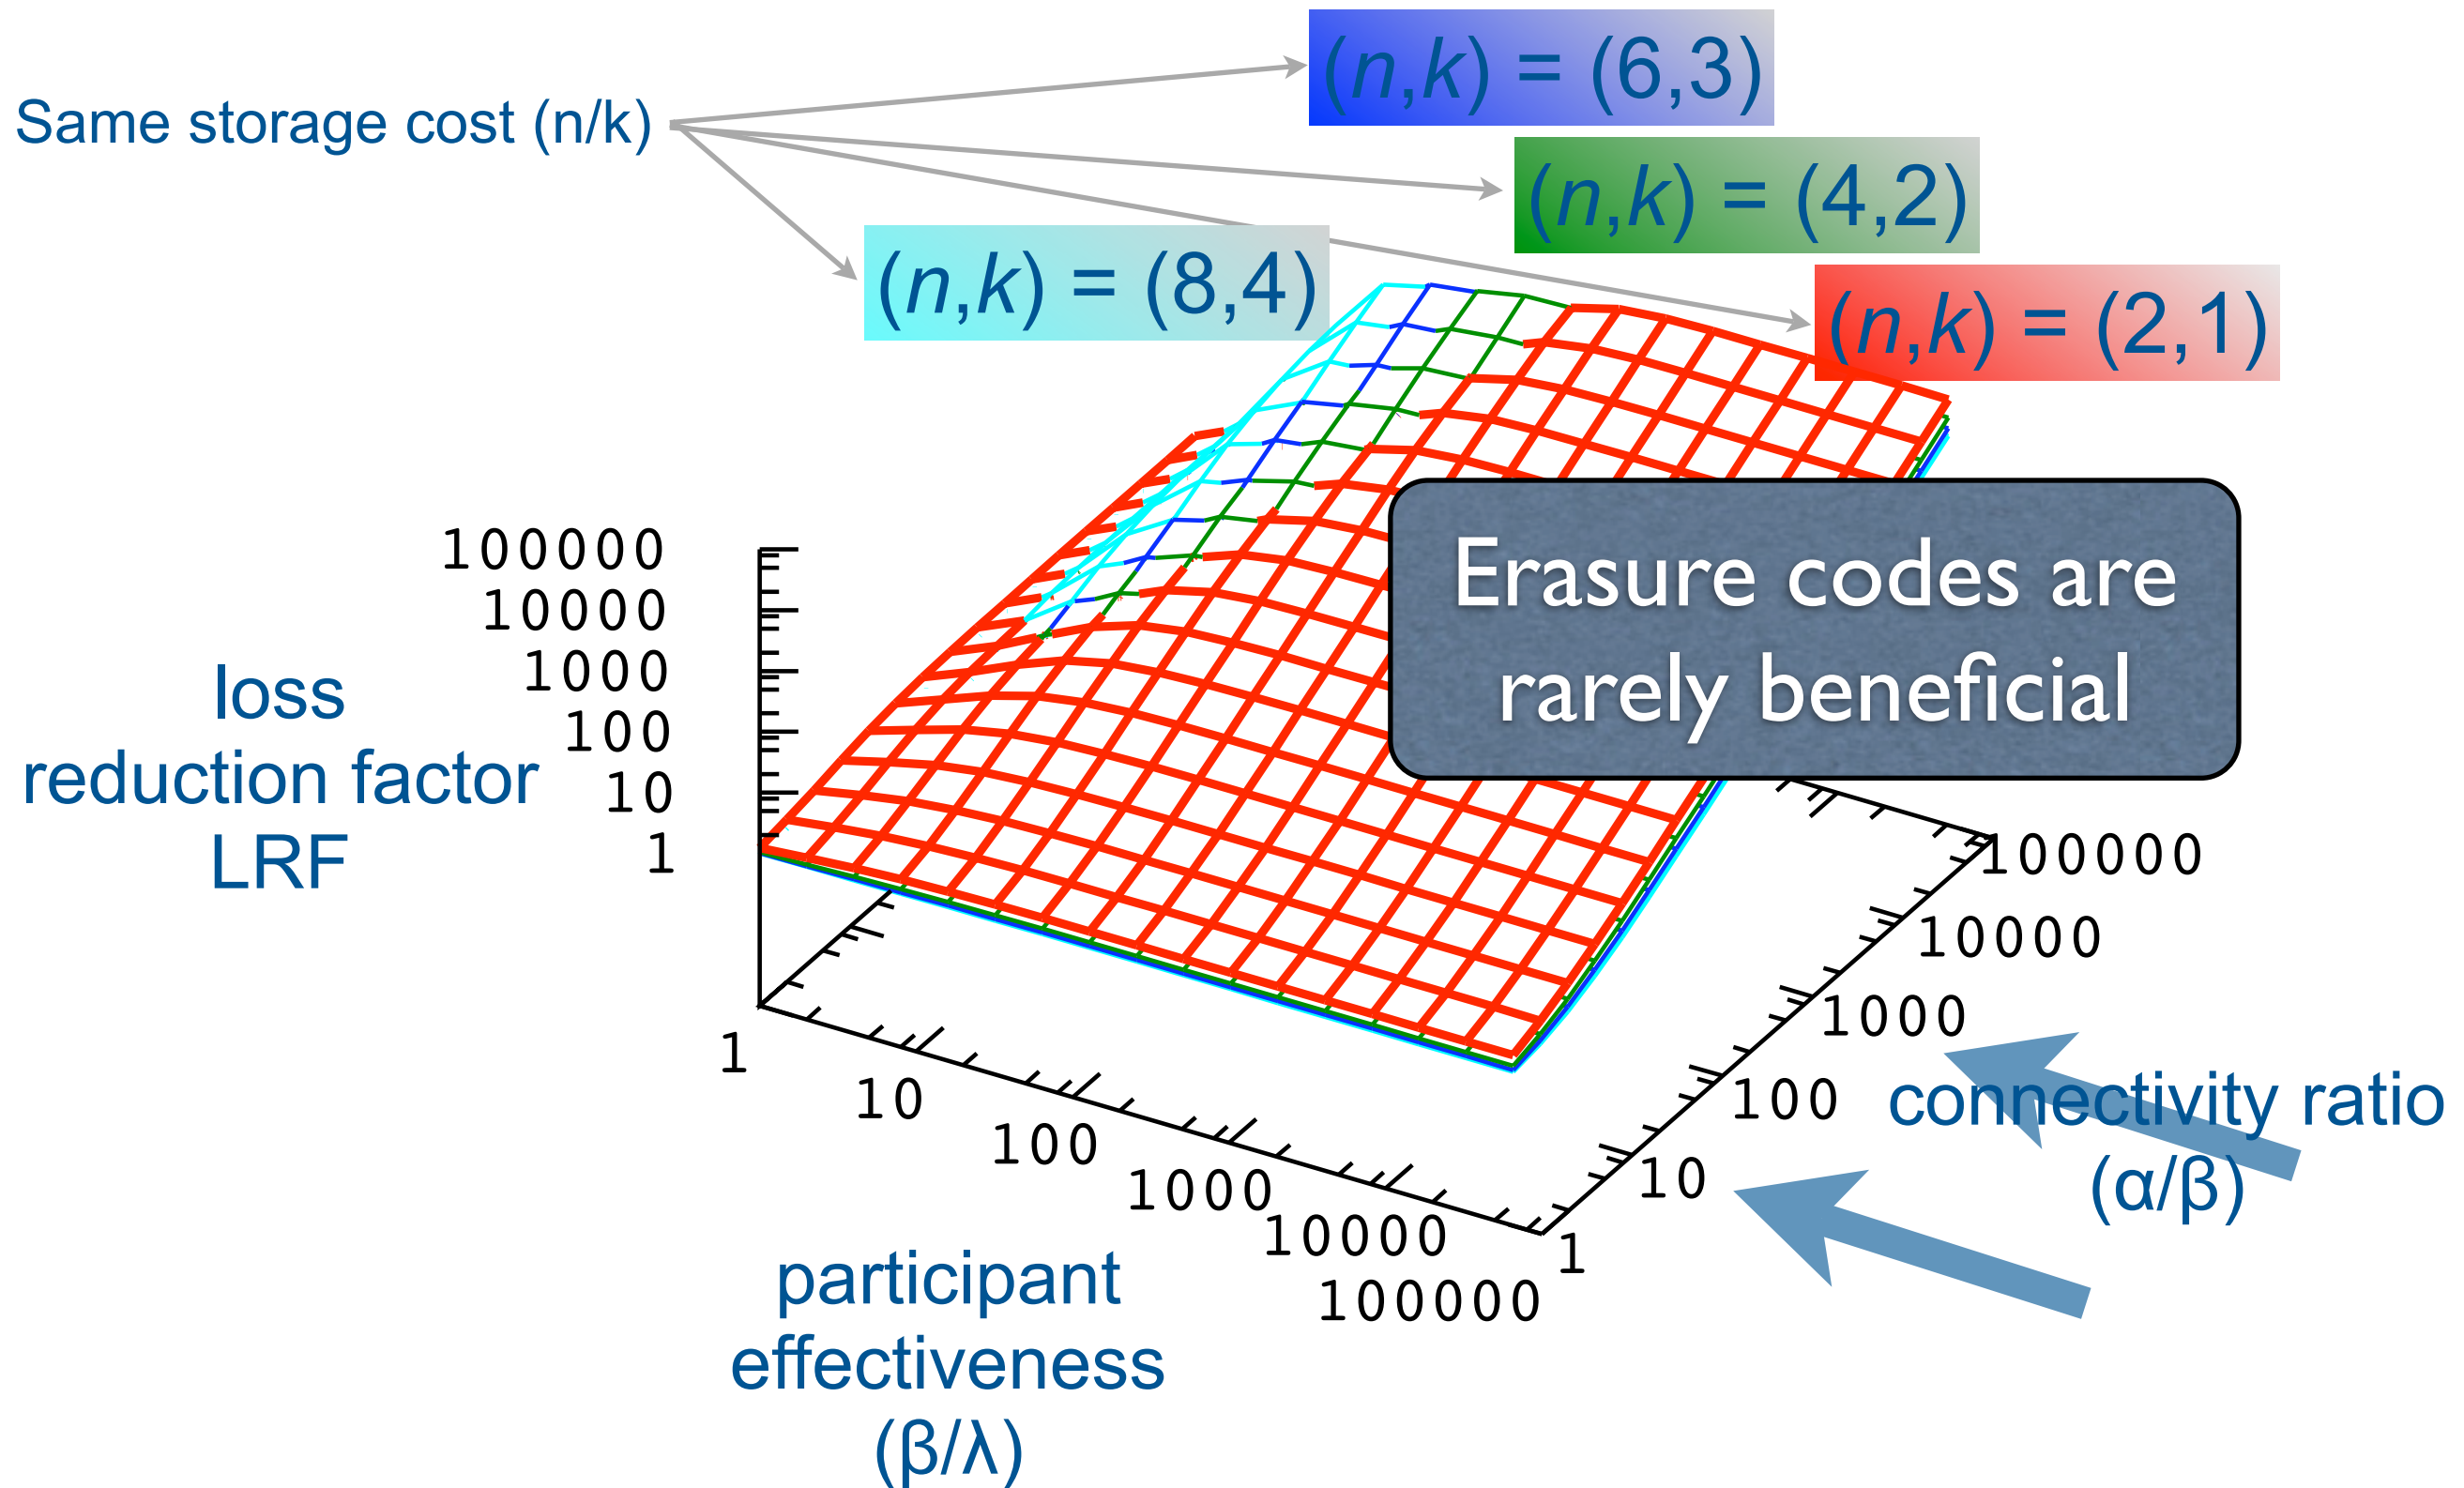 Same storage cost (n/k)
(n,k) = (6,3)
(n,k) = (4,2)
(n,k) = (8,4)
(n,k) = (2,1)
Erasure codes are
rarely beneficial
loss
reduction factor
LRF
100000
10000
1000
100
10
1
1
10
100
1000
10000
100000
participant
effectiveness
(β/λ)
100000
10000
1000
100
10
1
connectivity ratio
(α/β)